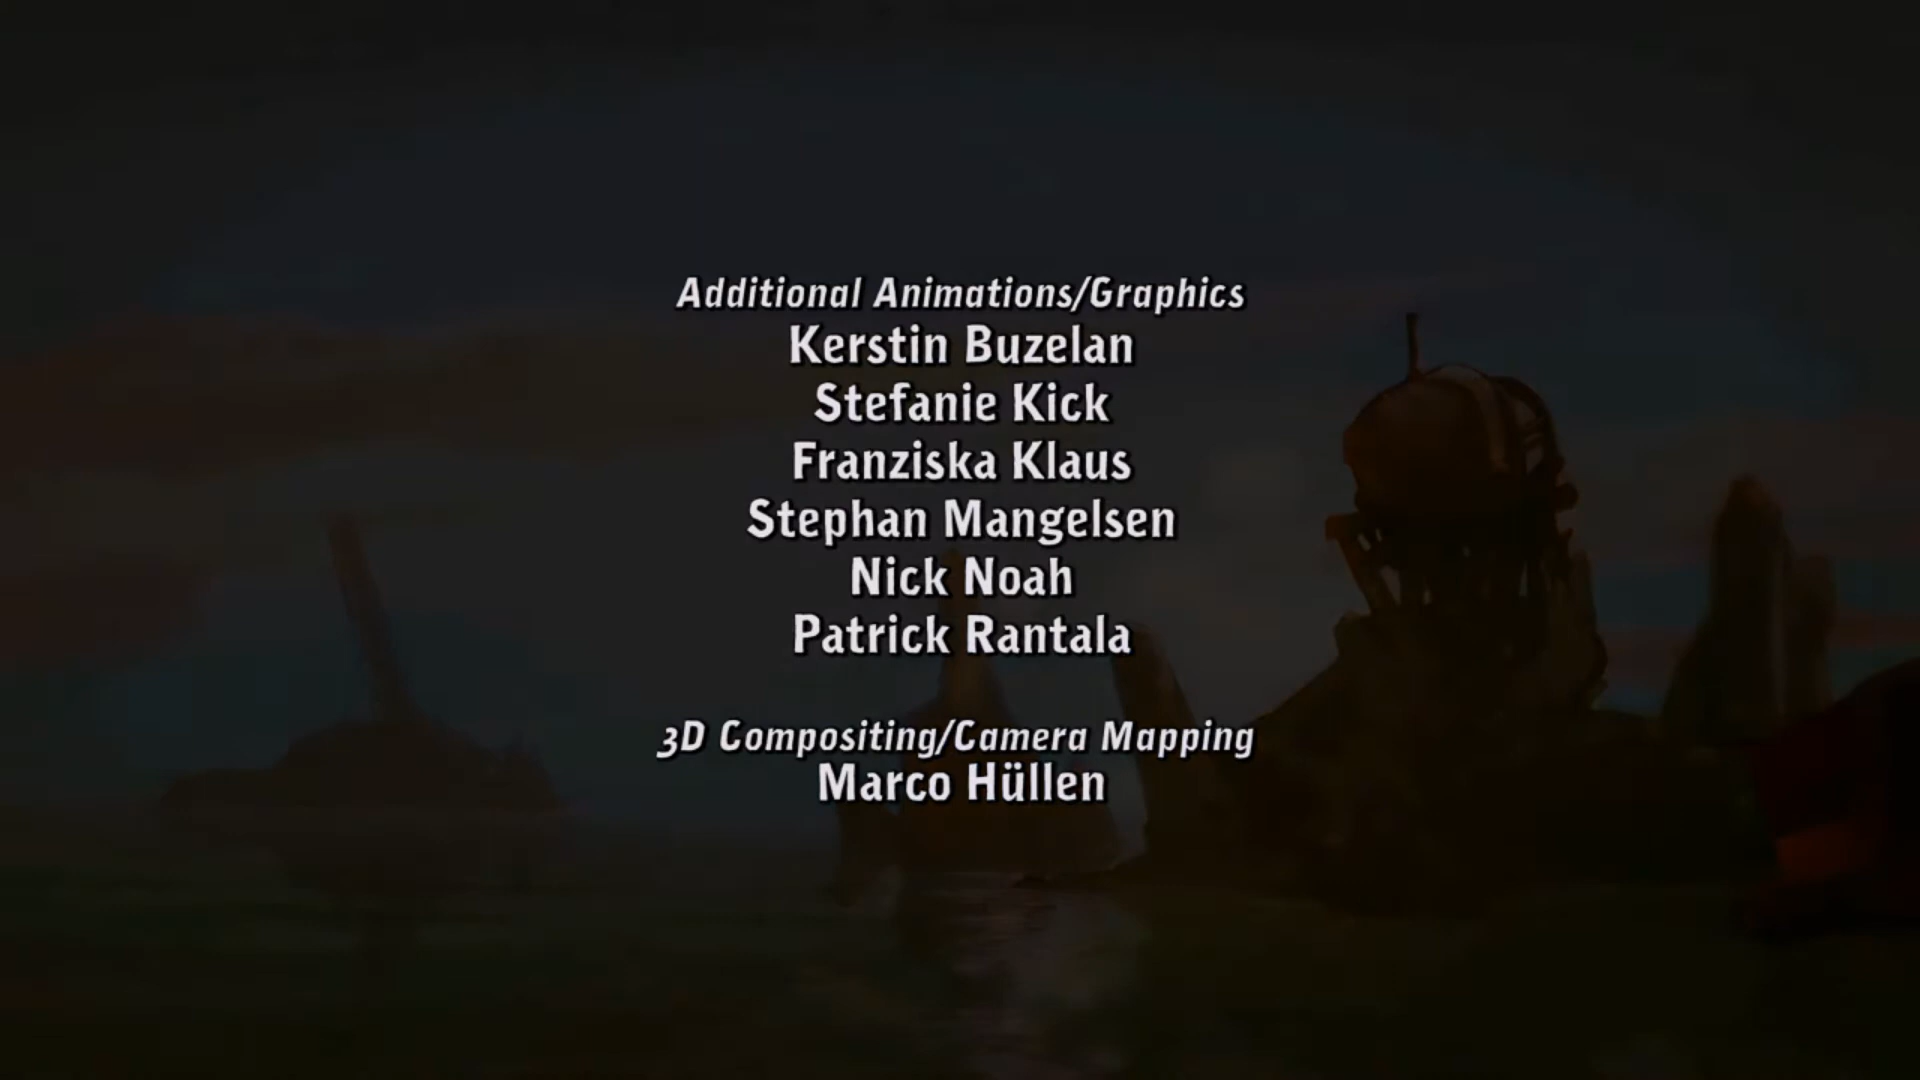 Additional Animations/Graphics
Kerstin Buzelan
Stefanie Kick
Franziska Klaus
Stephan Mangelsen
Nick Noah
Patrick Rantala
3D Compositing/Camera Mapping
Marco Hüllen